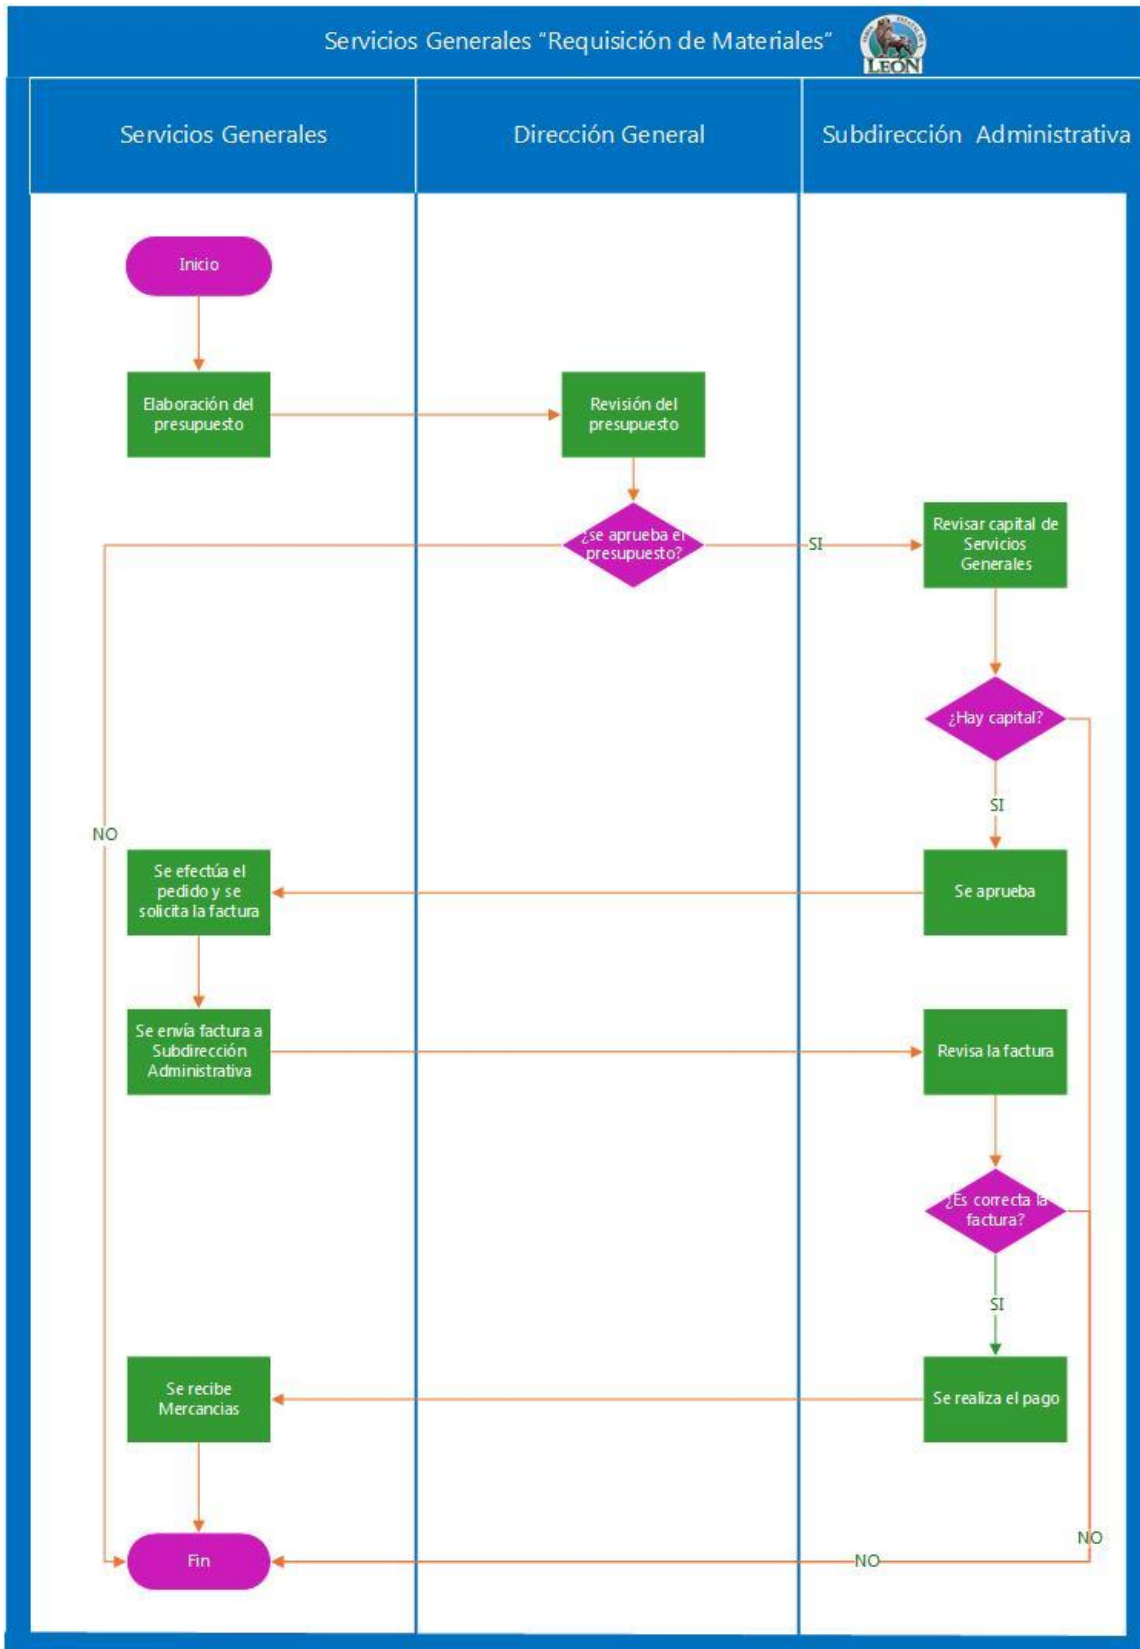 Servicios Generales “Requisición de Materiales”
LEÓN
Servicios Generales
Dirección General
Subdirección Administrativa
Inicio
Elaboración del
presupuesto
Revisión del
presupuesto
¿se aprueba el
presupuesto?
SI
Revisar capital de
Servicios
Generales
¿Hay capital?
SI
NO
Se efectúa el
pedido y se
solicita la factura
Se aprueba
Se envía factura a
Subdirección
Administrativa
Revisa la factura
¿Es correcta la
factura?
SI
Se recibe
Mercancias
Se realiza el pago
NO
Fin
NO